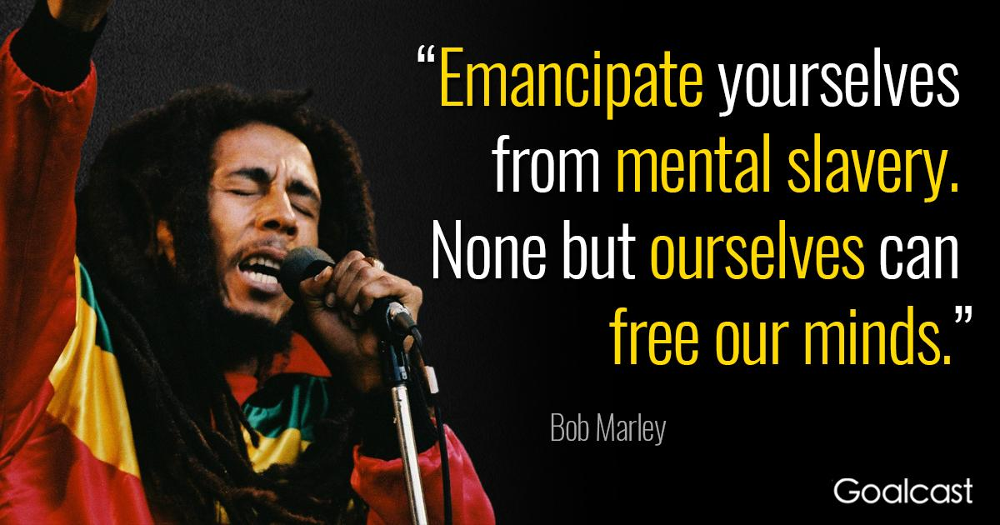 “Emancipate yourselves
from mental slavery.
None but ourselves can
free our minds.”
Bob Marley
Goalcast